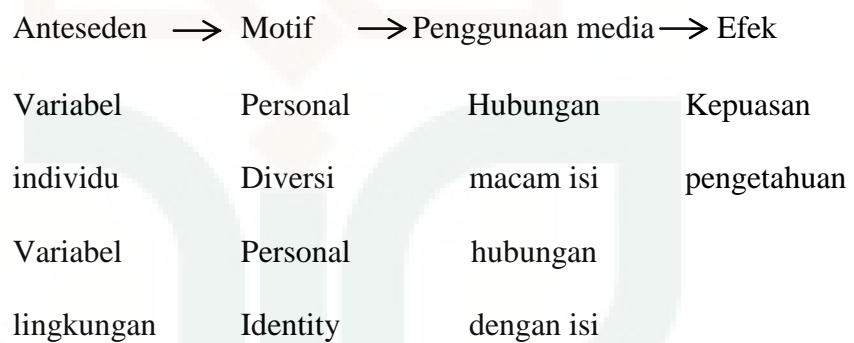 Anteseden → Motif → Penggunaan media → Efek
Variabel Personal Hubungan Kepuasan
individu Diversi macam isi pengetahuan
Variabel Personal hubungan
lingkungan Identity dengan isi